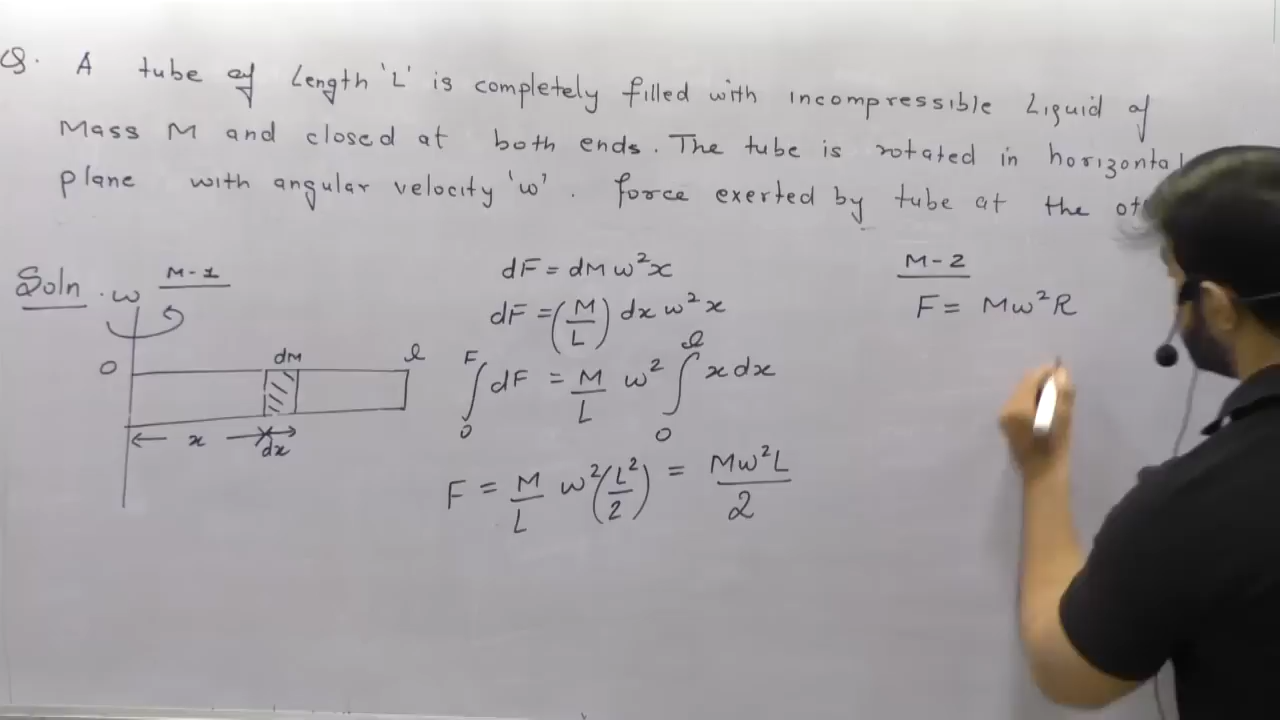 Q. A tube of Length 'L' is completely filled with incompressible Liquid of
Mass M and closed at both ends. The tube is rotated in horizontal
plane with angular velocity 'ω'. force exerted by tube at the
Soln. M-1
ω
O
dM
l
x
dx
dF = dM ω²x
dF = (M/L) dx ω² x
∫₀^F dF = M/L ω² ∫₀^l x dx
F = M/L ω² (L²/2) = Mω²L/2
M-2
F = Mω²R